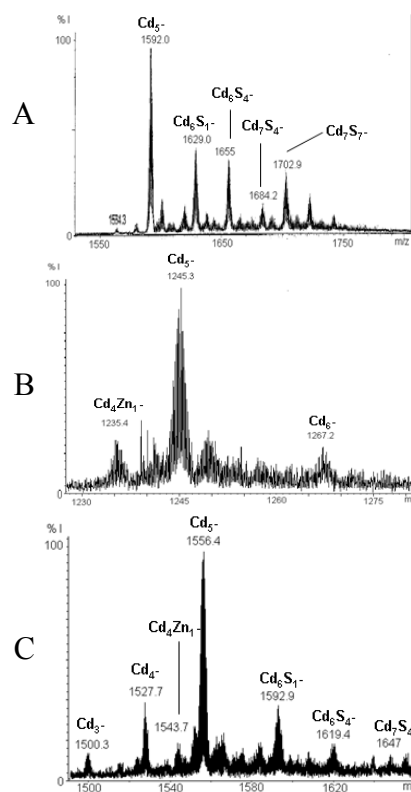 % I
Cd5-
100
1592.0
A
Cd6S4-
Cd6S1-
1629.0
1655
Cd7S4-
1684.2
Cd7S7-
1702.9
0
1550
1650
1750
m/z
% I
Cd5-
1245.3
100
B
Cd4Zn1-
1235.4
Cd6-
1267.2
0
1230
1245
1260
1275
% I
Cd5-
1556.4
100
C
Cd4Zn1-
1543.7
Cd4-
1527.7
Cd3-
1500.3
Cd6S1-
1592.9
Cd6S4-
1619.4
Cd7S4-
1647
0
1500
1540
1580
1620